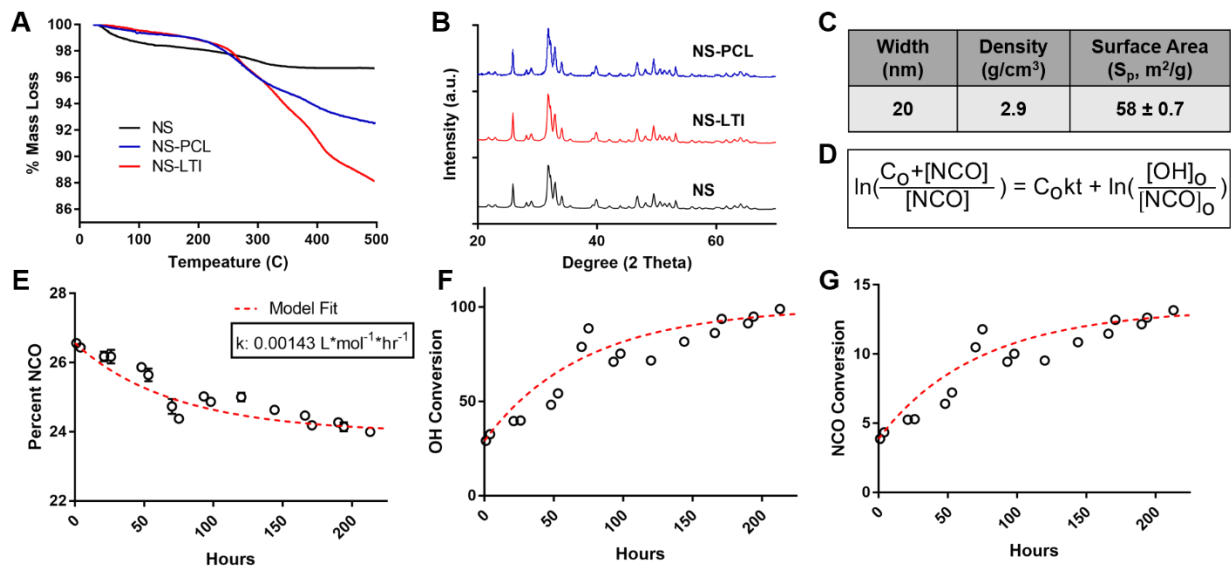 A
% Mass Loss
100
98
96
94
92
90
88
86
NS
NS-PCL
NS-LTI
0 100 200 300 400 500
Tempeature (C)
B
Intensity (a.u.)
NS-PCL
NS-LTI
NS
20 40 60
Degree (2 Theta)
C
Width (nm) Density (g/cm³) Surface Area (Sₚ, m²/g)
20 2.9 58 ± 0.7
D
ln(C₀+[NCO]/[NCO]) = C₀kt + ln([OH]₀/[NCO]₀)
E
Percent NCO
28
26
24
22
Model Fit
k: 0.00143 L*mol⁻¹*hr⁻¹
0 50 100 150 200
Hours
F
OH Conversion
100
50
0
0 50 100 150 200
Hours
G
NCO Conversion
15
10
5
0
0 50 100 150 200
Hours